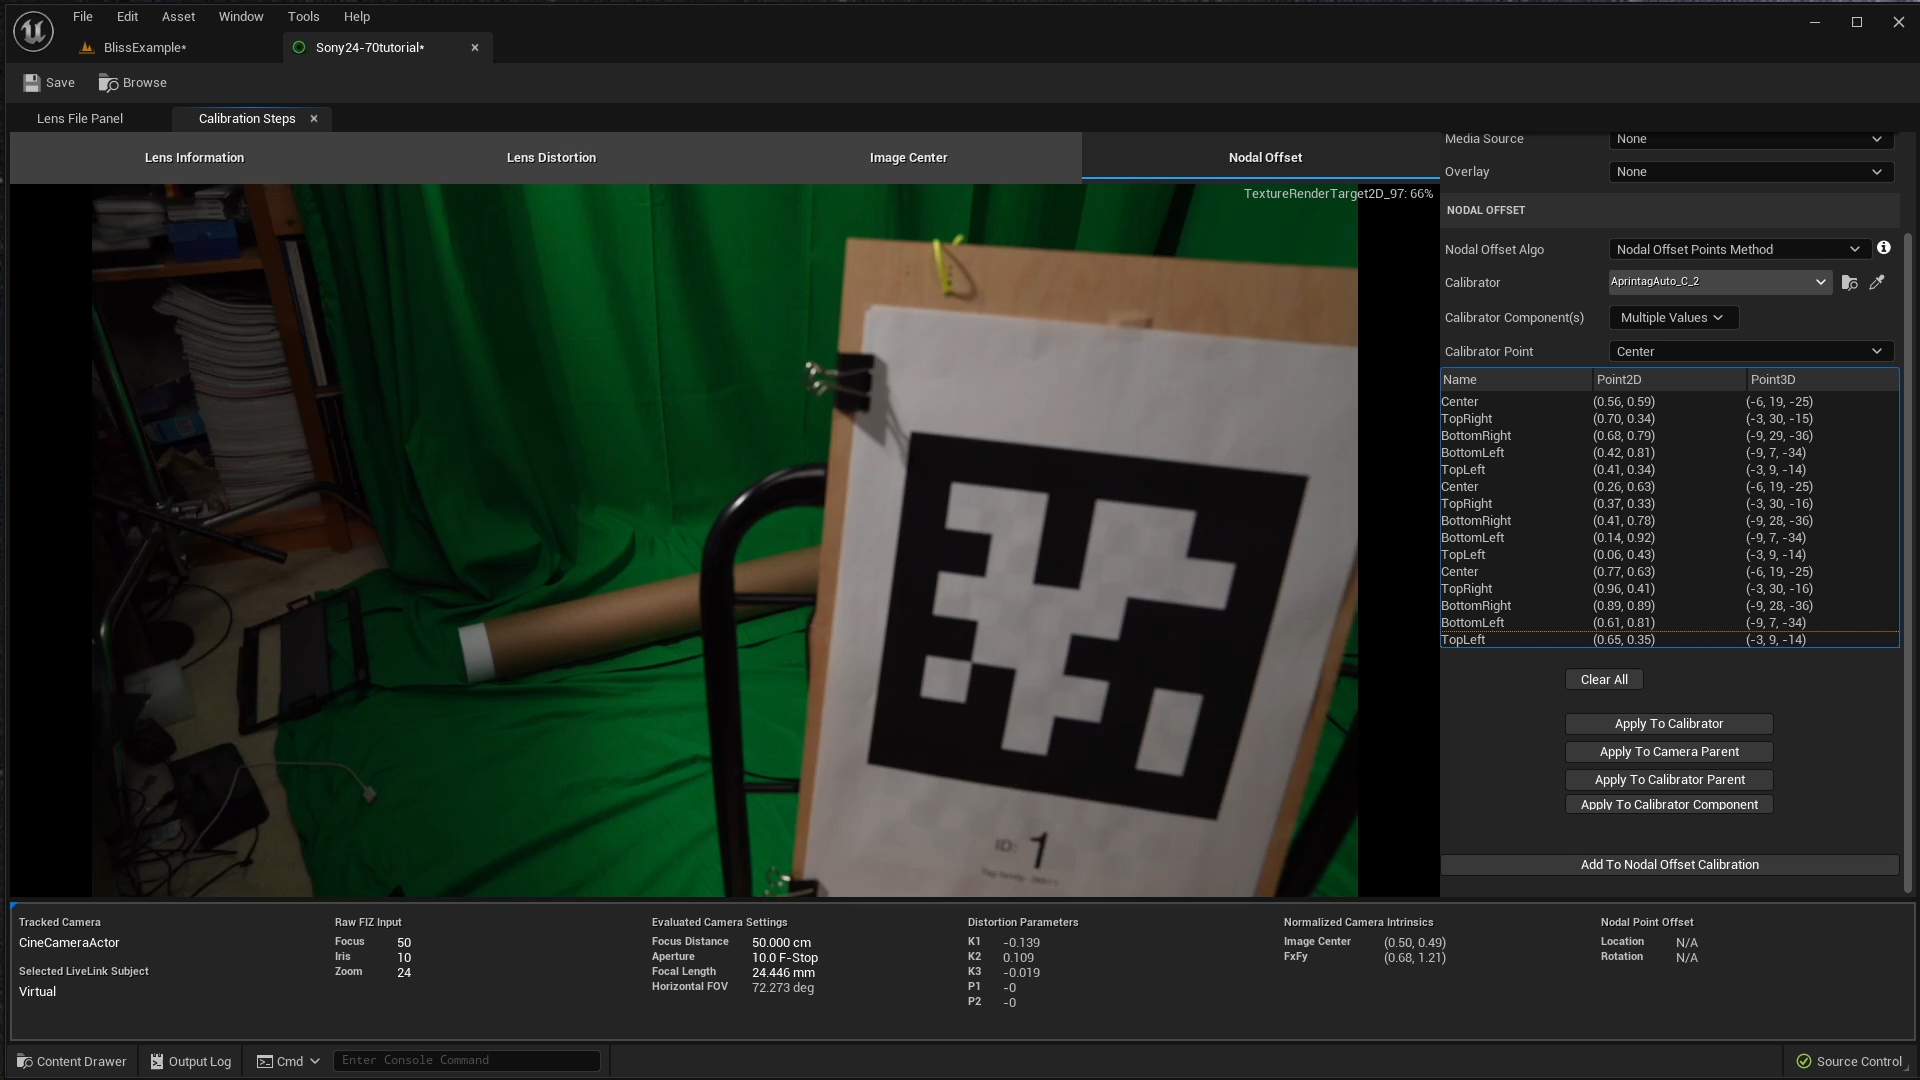 File Edit Asset Window Tools Help
BlissExample* Sony24-70tutorial*
Save Browse
Lens File Panel Calibration Steps
Lens Information Lens Distortion Image Center Nodal Offset
TextureRenderTarget2D_97: 66%
Media Source None
Overlay None
NODAL OFFSET
Nodal Offset Algo Nodal Offset Points Method
Calibrator AprintagAuto_C_2
Calibrator Component(s) Multiple Values
Calibrator Point Center
Name Point2D Point3D
Center (0.56, 0.59) (-6, 19, -25)
TopRight (0.70, 0.34) (-3, 30, -15)
BottomRight (0.68, 0.79) (-9, 29, -36)
BottomLeft (0.42, 0.81) (-9, 7, -34)
TopLeft (0.41, 0.34) (-3, 9, -14)
Center (0.26, 0.63) (-6, 19, -25)
TopRight (0.37, 0.33) (-3, 30, -16)
BottomRight (0.41, 0.78) (-9, 28, -36)
BottomLeft (0.14, 0.92) (-9, 7, -34)
TopLeft (0.06, 0.43) (-3, 9, -14)
Center (0.77, 0.63) (-6, 19, -25)
TopRight (0.96, 0.41) (-3, 30, -16)
BottomRight (0.89, 0.89) (-9, 28, -36)
BottomLeft (0.61, 0.81) (-9, 7, -34)
TopLeft (0.65, 0.35) (-3, 9, -14)
Clear All
Apply To Calibrator
Apply To Camera Parent
Apply To Calibrator Parent
Apply To Calibrator Component
Add To Nodal Offset Calibration
ID: 1
Tracked Camera
CineCameraActor
Selected LiveLink Subject
Virtual
Raw FIZ Input
Focus 50
Iris 10
Zoom 24
Evaluated Camera Settings
Focus Distance 50.000 cm
Aperture 10.0 F-Stop
Focal Length 24.446 mm
Horizontal FOV 72.273 deg
Distortion Parameters
K1 -0.139
K2 0.109
K3 -0.019
P1 -0
P2 -0
Normalized Camera Intrinsics
Image Center (0.50, 0.49)
FxFy (0.68, 1.21)
Nodal Point Offset
Location N/A
Rotation N/A
Content Drawer Output Log Cmd Enter Console Command Source Control